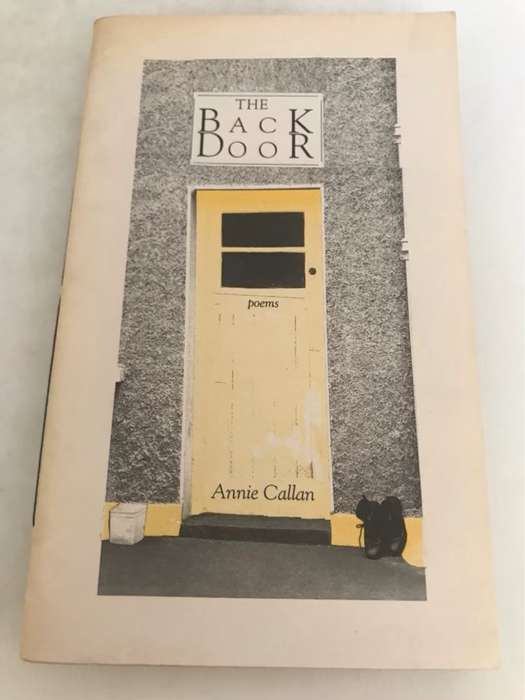 THE
BACK
DOOR
poems
Annie Callan